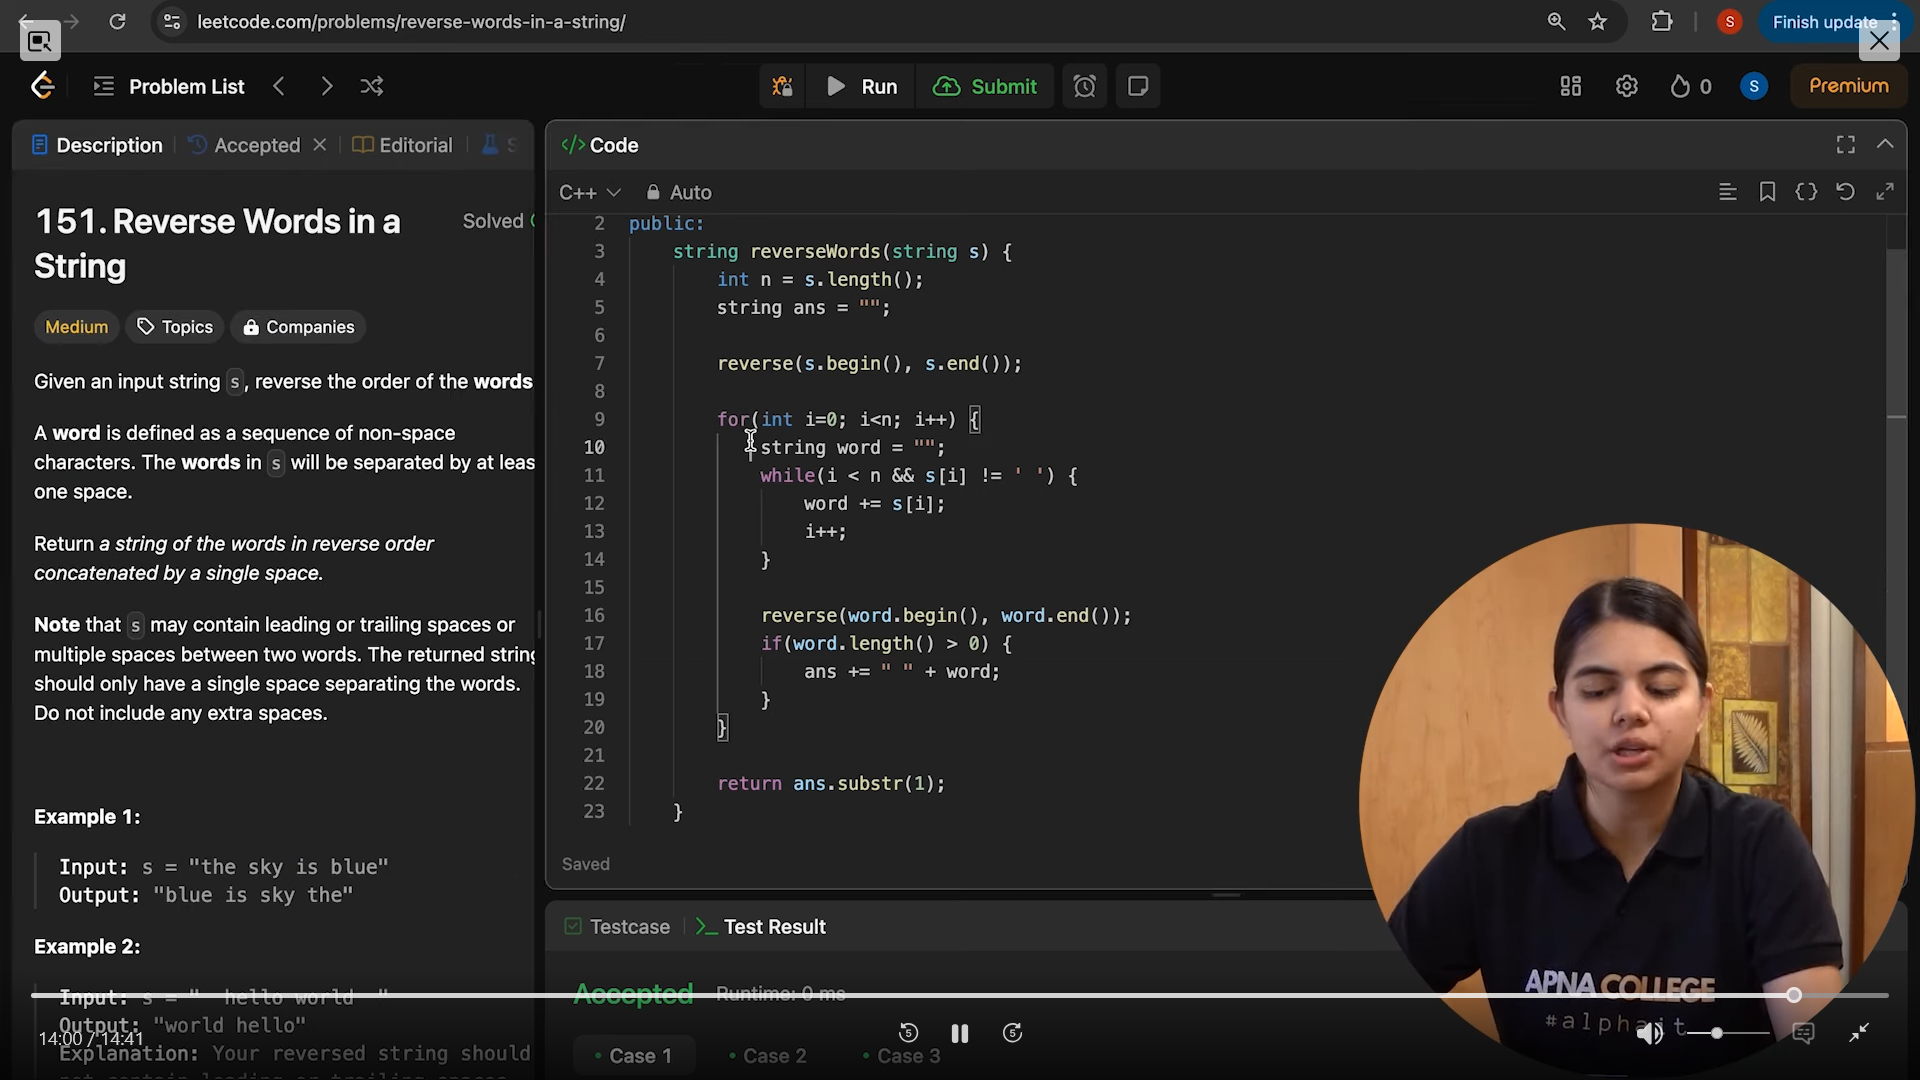 leetcode.com/problems/reverse-words-in-a-string/
S
Finish update
Problem List
Run
Submit
0
S
Premium
Description
Accepted
Editorial
S
Code
151. Reverse Words in a
String
Solved
Medium
Topics
Companies
Given an input string s, reverse the order of the words
A word is defined as a sequence of non-space
characters. The words in s will be separated by at leas
one space.
Return a string of the words in reverse order
concatenated by a single space.
Note that s may contain leading or trailing spaces or
multiple spaces between two words. The returned string
should only have a single space separating the words.
Do not include any extra spaces.
Example 1:
Input: s = "the sky is blue"
Output: "blue is sky the"
Example 2:
Input: s = "  hello world  "
Output: "world hello"
Explanation: Your reversed string should
not contain leading or trailing spaces
14:00 / 14:41
C++
Auto
2 public:
3 string reverseWords(string s) {
4 int n = s.length();
5 string ans = "";
6
7 reverse(s.begin(), s.end());
8
9 for(int i=0; i<n; i++) {
10 string word = "";
11 while(i < n && s[i] != ' ') {
12 word += s[i];
13 i++;
14 }
15
16 reverse(word.begin(), word.end());
17 if(word.length() > 0) {
18 ans += " " + word;
19 }
20 }
21
22 return ans.substr(1);
23 }
Saved
Testcase
Test Result
Accepted
Runtime: 0 ms
Case 1
Case 2
Case 3
5
5
APNA COLLEGE